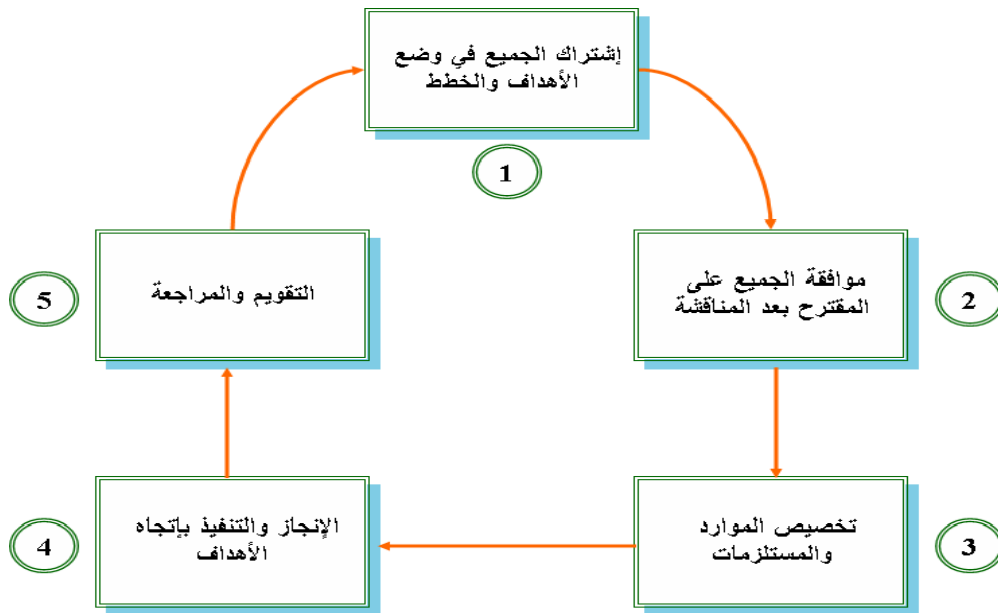 إشتراك الجميع في وضع
الأهداف والخطط
1
موافقة الجميع على
المقترح بعد المناقشة
2
تخصيص الموارد
والمستلزمات
3
الإنجاز والتنفيذ بإتجاه
الأهداف
4
التقويم والمراجعة
5